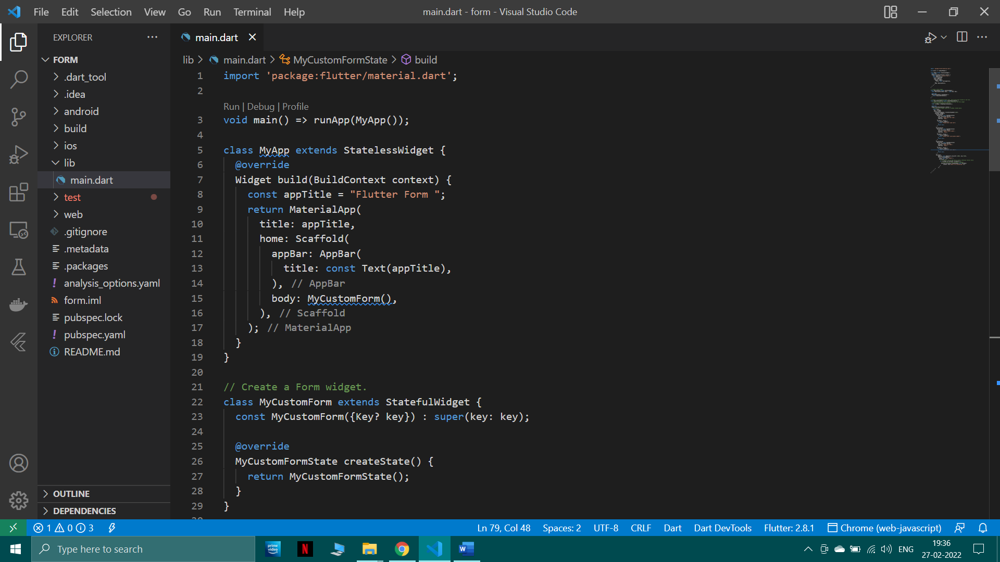 File Edit Selection View Go Run Terminal Help
main.dart - form - Visual Studio Code
EXPLORER
FORM
.dart_tool
.idea
android
build
ios
lib
main.dart
test
web
.gitignore
.metadata
.packages
analysis_options.yaml
form.iml
pubspec.lock
pubspec.yaml
README.md
OUTLINE
DEPENDENCIES
main.dart
lib > main.dart > MyCustomFormState > build
1 import 'package:flutter/material.dart';
2
Run | Debug | Profile
3 void main() => runApp(MyApp());
4
5 class MyApp extends StatelessWidget {
6 @override
7 Widget build(BuildContext context) {
8 const appTitle = "Flutter Form ";
9 return MaterialApp(
10 title: appTitle,
11 home: Scaffold(
12 appBar: AppBar(
13 title: const Text(appTitle),
14 ), // AppBar
15 body: MyCustomForm(),
16 ), // Scaffold
17 ); // MaterialApp
18 }
19 }
20
21 // Create a Form widget.
22 class MyCustomForm extends StatefulWidget {
23 const MyCustomForm({Key? key}) : super(key: key);
24
25 @override
26 MyCustomFormState createState() {
27 return MyCustomFormState();
28 }
29 }
1 0 3
Ln 79, Col 48 Spaces: 2 UTF-8 CRLF Dart Dart DevTools Flutter: 2.8.1 Chrome (web-javascript)
Type here to search
prime video
N
W
ENG
19:36
27-02-2022